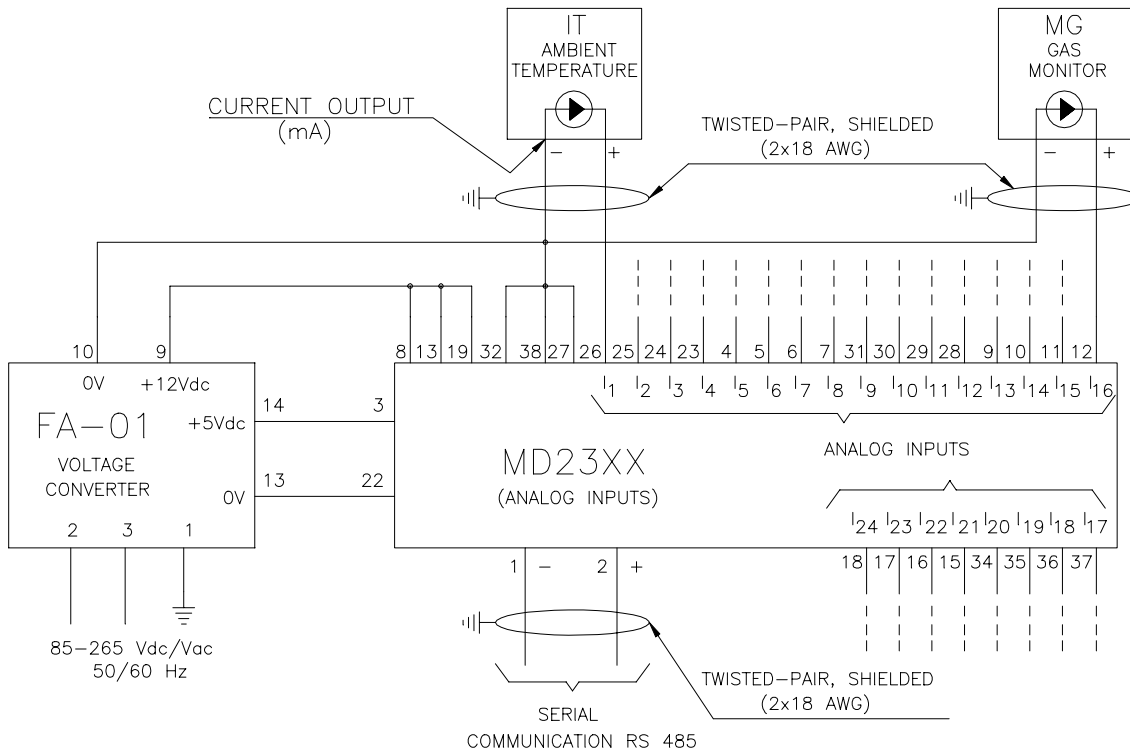 IT
AMBIENT
TEMPERATURE
MG
GAS
MONITOR
CURRENT OUTPUT
(mA)
TWISTED-PAIR, SHIELDED
(2x18 AWG)
- +
- +
10 9
8 13 19 32 38 27 26 25 24 23 4 5 6 7 31 30 29 28 9 10 11 12
0V +12Vdc
I1 I2 I3 I4 I5 I6 I7 I8 I9 I10 I11 I12 I13 I14 I15 I16
FA-01
+5Vdc
14 3
VOLTAGE
CONVERTER
ANALOG INPUTS
MD23XX
(ANALOG INPUTS)
0V
13 22
2 3 1
I24 I23 I22 I21 I20 I19 I18 I17
1 - 2 +
18 17 16 15 34 35 36 37
85-265 Vdc/Vac
50/60 Hz
TWISTED-PAIR, SHIELDED
(2x18 AWG)
SERIAL
COMMUNICATION RS 485